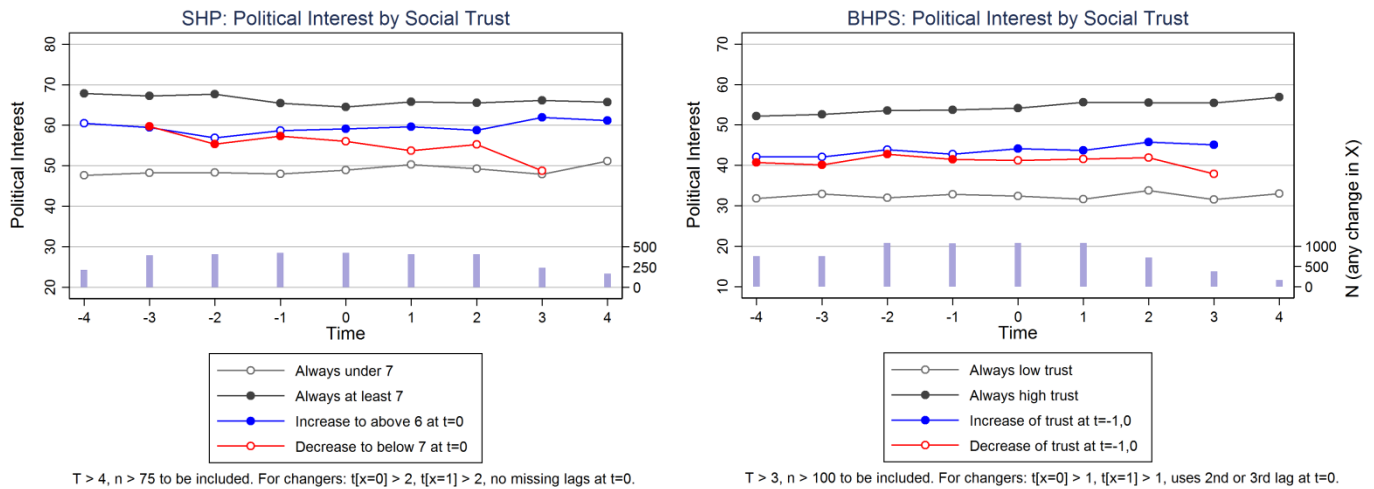 SHP: Political Interest by Social Trust
Political Interest
80
70
60
50
40
30
20
500
250
0
-4 -3 -2 -1 0 1 2 3 4
Time
Always under 7
Always at least 7
Increase to above 6 at t=0
Decrease to below 7 at t=0
T > 4, n > 75 to be included. For changers: t[x=0] > 2, t[x=1] > 2, no missing lags at t=0.
BHPS: Political Interest by Social Trust
Political Interest
70
60
50
40
30
20
10
1000
500
0
N (any change in X)
-4 -3 -2 -1 0 1 2 3 4
Time
Always low trust
Always high trust
Increase of trust at t=-1,0
Decrease of trust at t=-1,0
T > 3, n > 100 to be included. For changers: t[x=0] > 1, t[x=1] > 1, uses 2nd or 3rd lag at t=0.